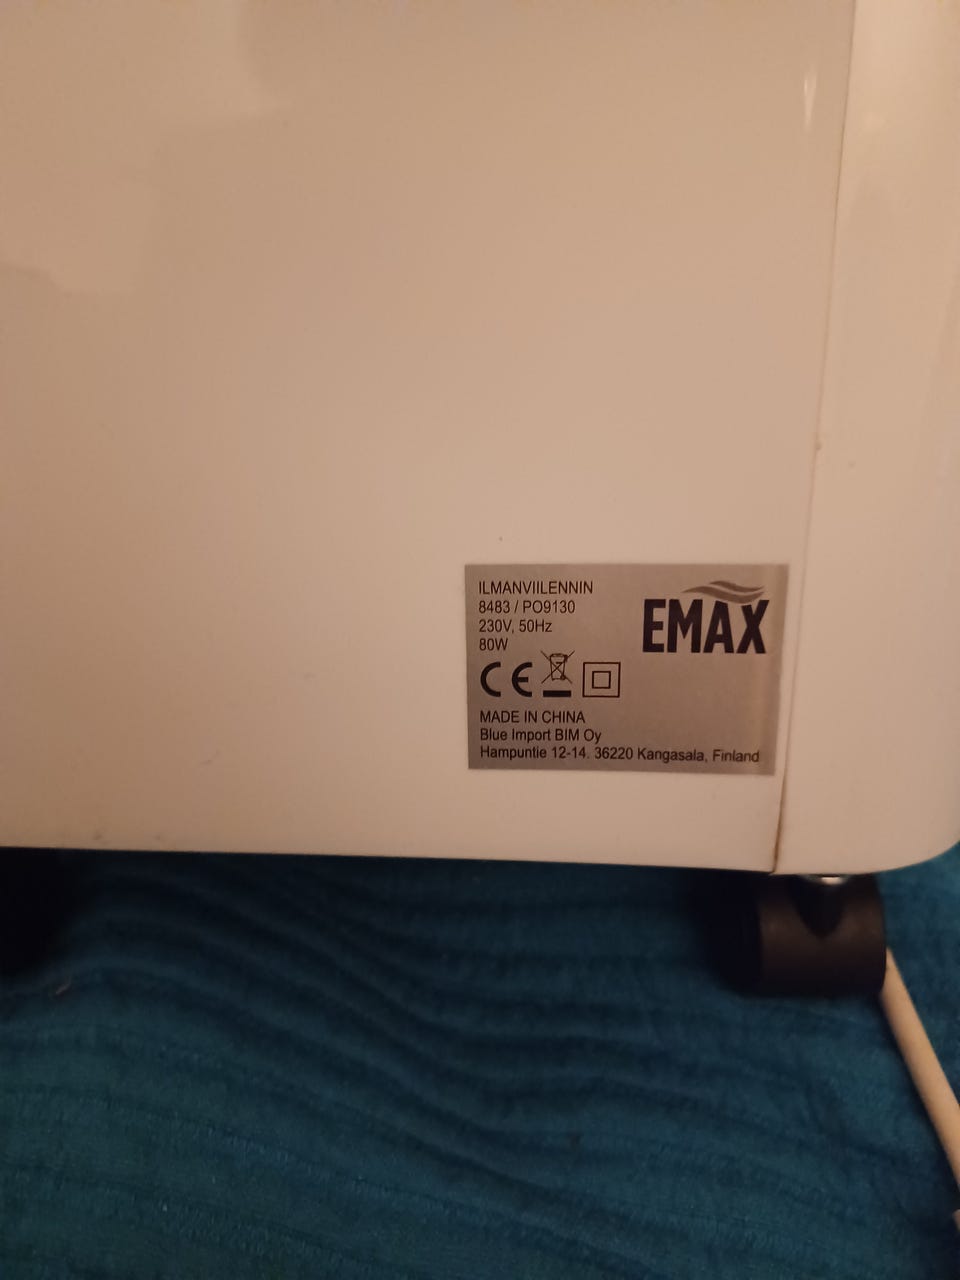 ILMANVIILENNIN
8483 / PO9130
230V, 50Hz
80W
EMAX
CE
MADE IN CHINA
Blue Import BIM Oy
Hampuntie 12-14. 36220 Kangasala, Finland